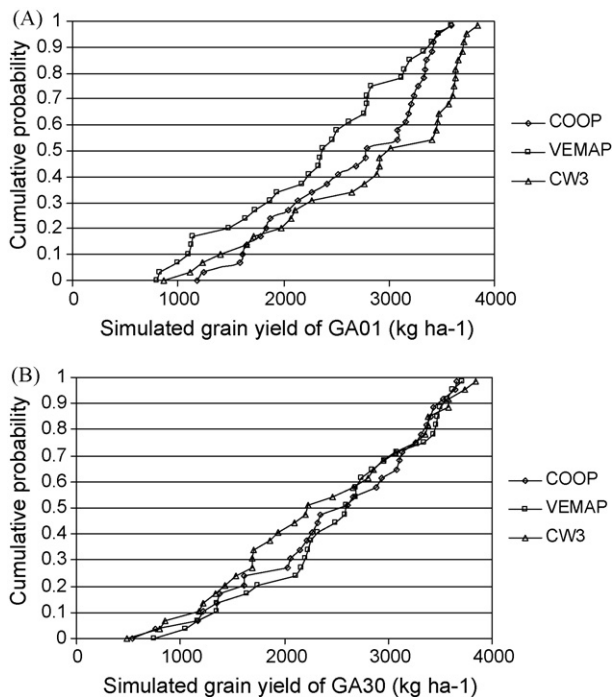 (A)
Cumulative probability
1
0.9
0.8
0.7
0.6
0.5
0.4
0.3
0.2
0.1
0
0 1000 2000 3000 4000
Simulated grain yield of GA01 (kg ha-1)
COOP
VEMAP
CW3
(B)
Cumulative probability
1
0.9
0.8
0.7
0.6
0.5
0.4
0.3
0.2
0.1
0
0 1000 2000 3000 4000
Simulated grain yield of GA30 (kg ha-1)
COOP
VEMAP
CW3